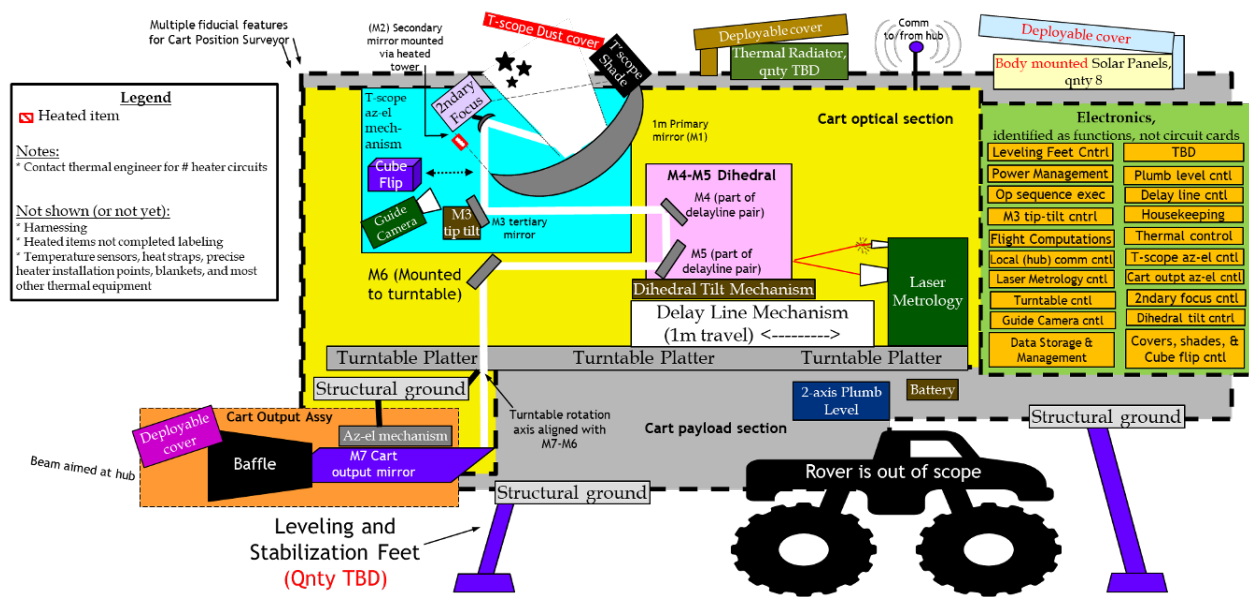 Multiple fiducial features
for Cart Position Surveyor
(M2) Secondary
mirror mounted
via heated
tower
T-scope Dust cover
T'scope
Shade
Deployable cover
Thermal Radiator,
qnty TBD
Comm
to/from hub
Deployable cover
Body mounted Solar Panels,
qnty 8
Legend
Heated item
Notes:
* Contact thermal engineer for # heater circuits
Not shown (or not yet):
* Harnessing
* Heated items not completed labeling
* Temperature sensors, heat straps, precise
heater installation points, blankets, and most
other thermal equipment
T-scope
az-el
mech-
anism
2ndary
Focus
1m Primary
mirror (M1)
Cube
Flip
Guide
Camera
M3
tip tilt
M3 tertiary
mirror
Cart optical section
M4-M5 Dihedral
M4 (part of
delayline pair)
M5 (part of
delayline pair)
M6 (Mounted
to turntable)
Dihedral Tilt Mechanism
Laser
Metrology
Delay Line Mechanism
(1m travel) <--------->
Turntable Platter
Turntable Platter
Turntable Platter
Electronics,
identified as functions, not circuit cards
Leveling Feet Cntrl
Power Management
Op sequence exec
M3 tip-tilt cntrl
Flight Computations
Local (hub) comm cntl
Laser Metrology cntl
Turntable cntl
Guide Camera cntl
Data Storage &
Management
TBD
Plumb level cntl
Delay line cntl
Housekeeping
Thermal control
T-scope az-el cntl
Cart outpt az-el cntl
2ndary focus cntl
Dihedral tilt cntrl
Covers, shades, &
Cube flip cntl
Structural ground
Turntable rotation
axis aligned with
M7-M6
2-axis Plumb
Level
Battery
Structural ground
Cart payload section
Cart Output Assy
Deployable
cover
Az-el mechanism
Baffle
M7 Cart
output mirror
Beam aimed at hub
Structural ground
Rover is out of scope
Leveling and
Stabilization Feet
(Qnty TBD)